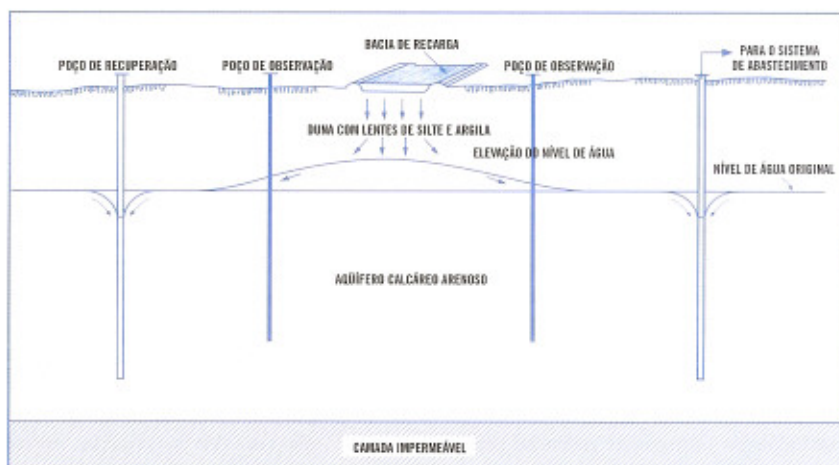 BACIA DE RECARGA
POÇO DE RECUPERAÇÃO
POÇO DE OBSERVAÇÃO
POÇO DE OBSERVAÇÃO
PARA O SISTEMA
DE ABASTECIMENTO
DUNA COM LENTES DE SILTE E ARGILA
ELEVAÇÃO DO NÍVEL DE ÁGUA
NÍVEL DE ÁGUA ORIGINAL
AQÜÍFERO CALCÁREO ARENOSO
CAMADA IMPERMEÁVEL